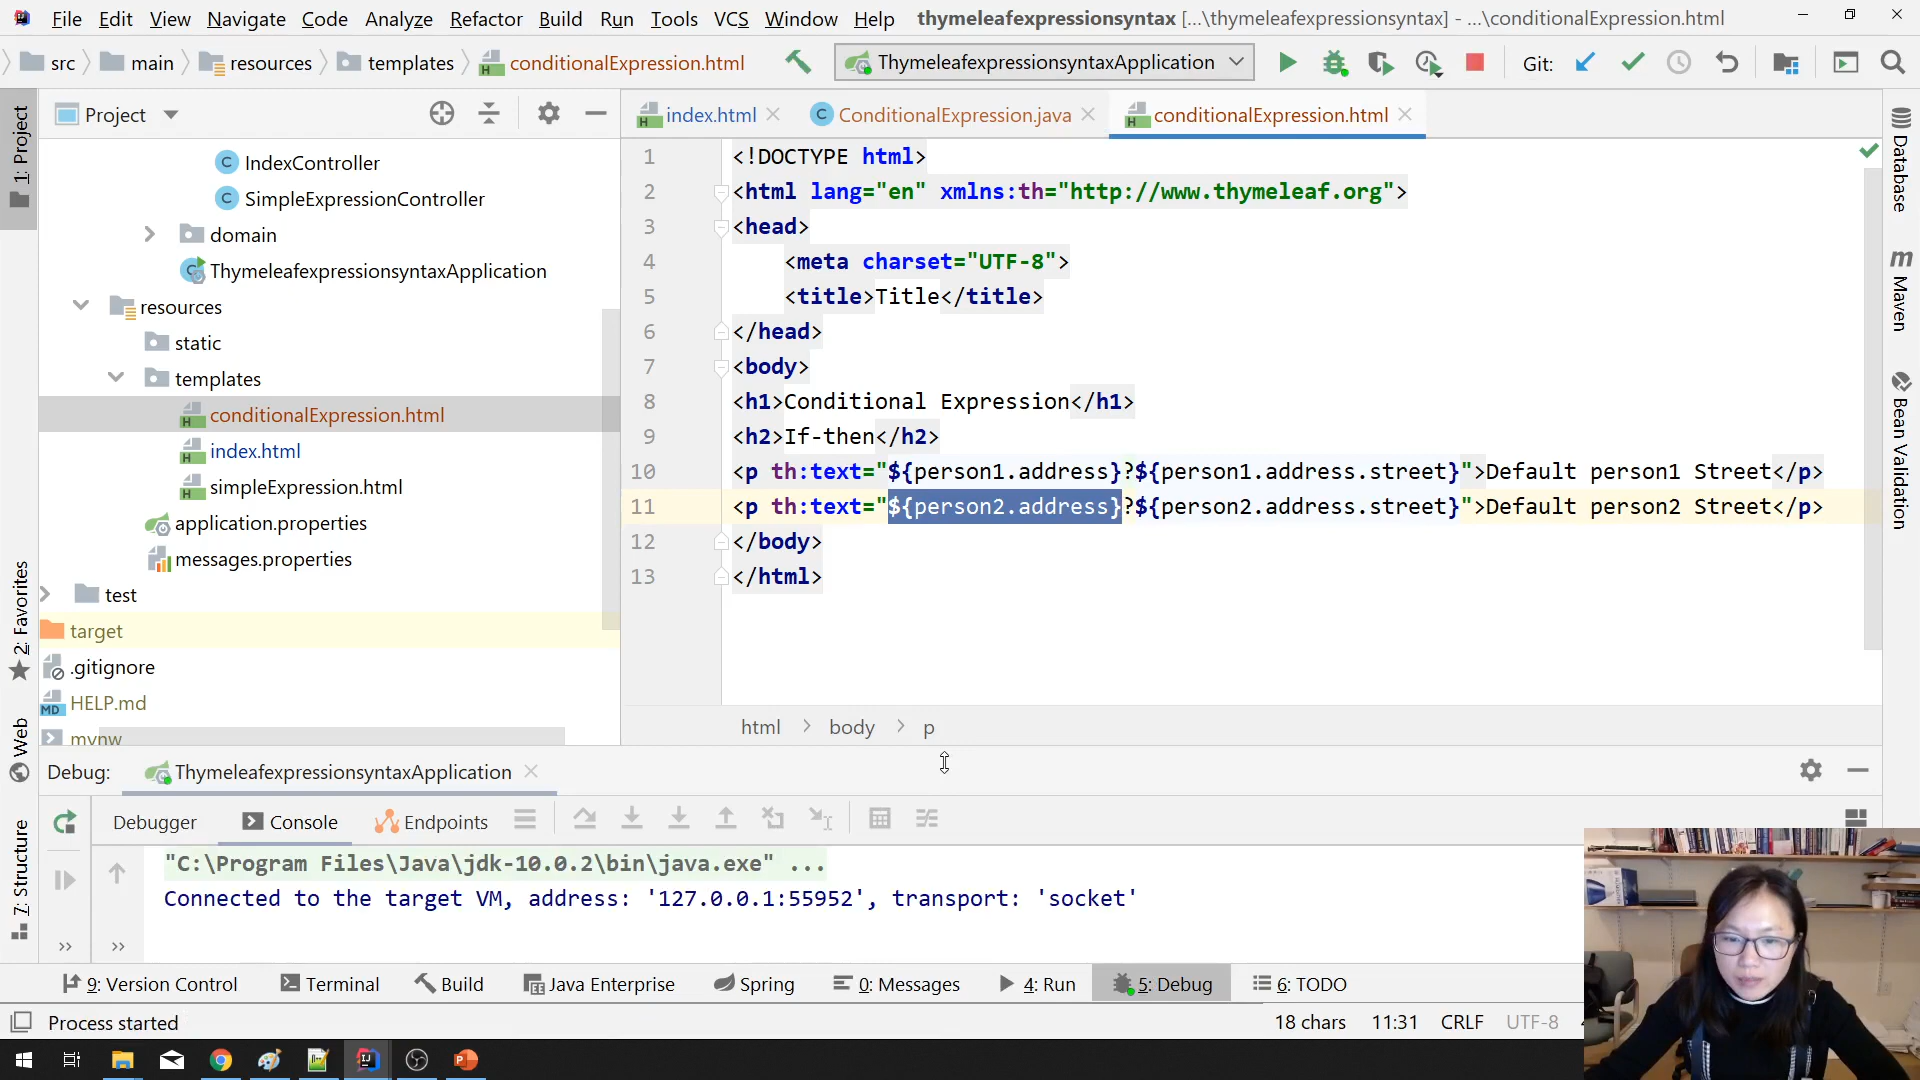 File Edit View Navigate Code Analyze Refactor Build Run Tools VCS Window Help thymeleafexpressionsyntax [...\thymeleafexpressionsyntax] - ...\conditionalExpression.html
src main resources templates conditionalExpression.html ThymeleafexpressionsyntaxApplication Git:
Project
index.html ConditionalExpression.java conditionalExpression.html
IndexController
SimpleExpressionController
domain
ThymeleafexpressionsyntaxApplication
resources
static
templates
conditionalExpression.html
index.html
simpleExpression.html
application.properties
messages.properties
test
target
.gitignore
HELP.md
mvnw
1 <!DOCTYPE html>
2 <html lang="en" xmlns:th="http://www.thymeleaf.org">
3 <head>
4 <meta charset="UTF-8">
5 <title>Title</title>
6 </head>
7 <body>
8 <h1>Conditional Expression</h1>
9 <h2>If-then</h2>
10 <p th:text="${person1.address}?${person1.address.street}">Default person1 Street</p>
11 <p th:text="${person2.address}?${person2.address.street}">Default person2 Street</p>
12 </body>
13 </html>
html body p
1: Project
2: Favorites
Web
7: Structure
Database
m Maven
Bean Validation
Debug: ThymeleafexpressionsyntaxApplication
Debugger Console Endpoints
"C:\Program Files\Java\jdk-10.0.2\bin\java.exe" ...
Connected to the target VM, address: '127.0.0.1:55952', transport: 'socket'
9: Version Control Terminal Build Java Enterprise Spring 0: Messages 4: Run 5: Debug 6: TODO
Process started 18 chars 11:31 CRLF UTF-8